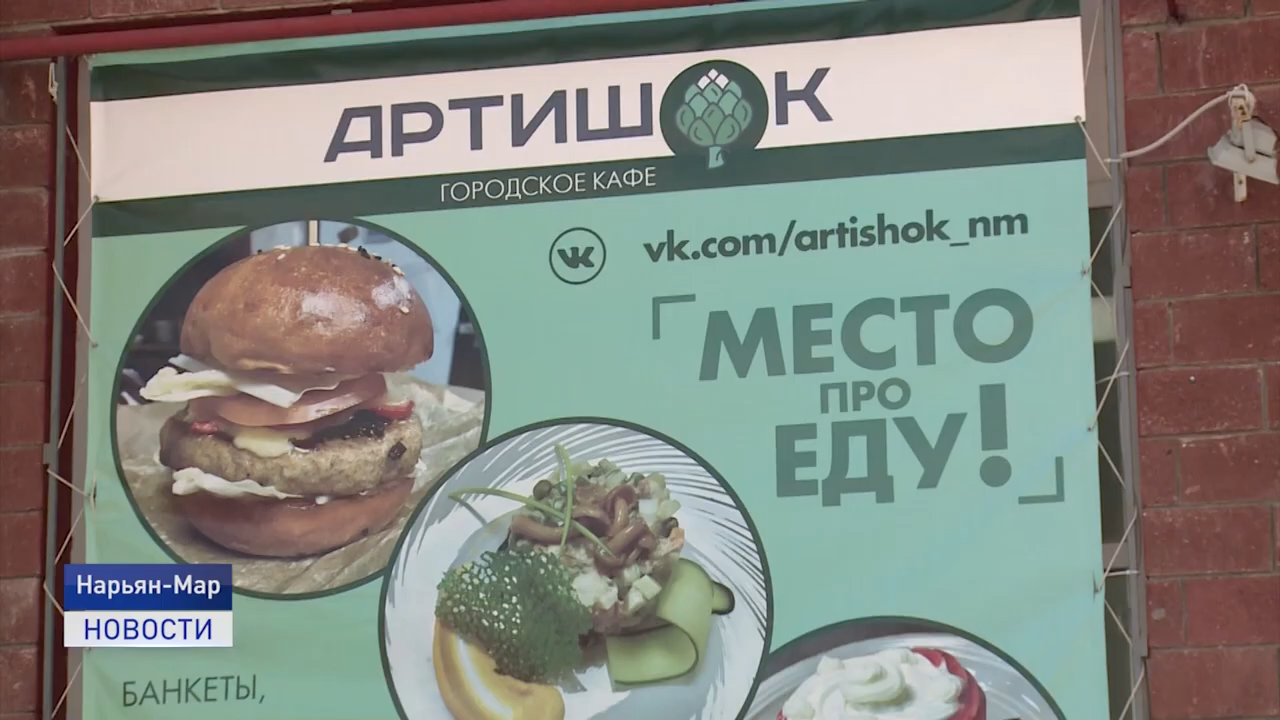 АРТИШОК
ГОРОДСКОЕ КАФЕ
vk.com/artishok_nm
МЕСТО
ПРО
ЕДУ!
Нарьян-Мар
НОВОСТИ
БАНКЕТЫ,